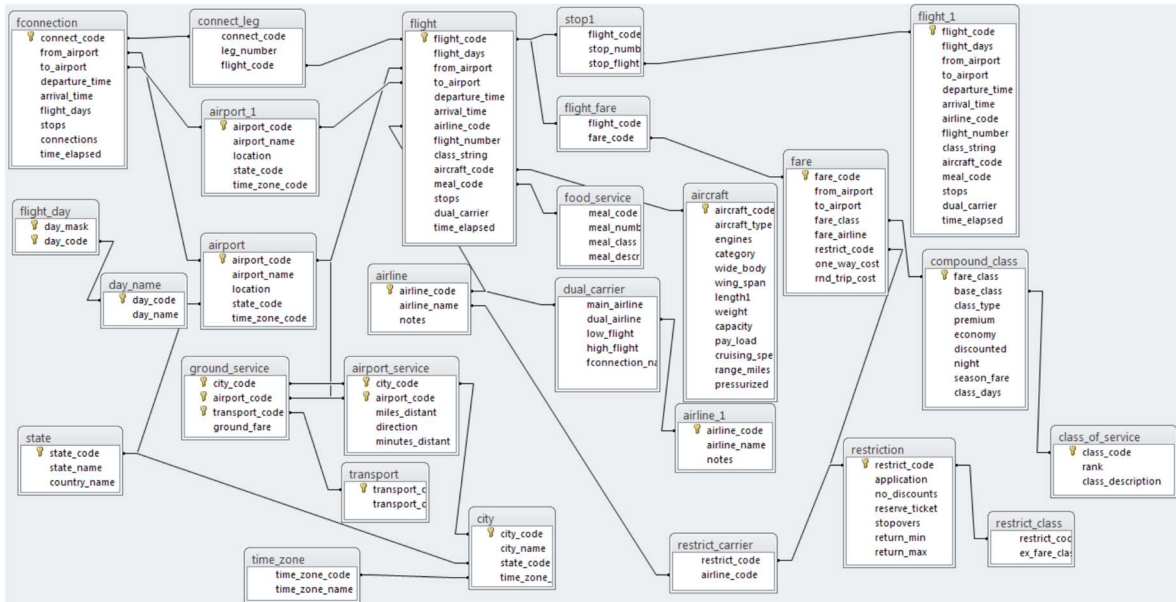 fconnection
connect_code
from_airport
to_airport
departure_time
arrival_time
flight_days
stops
connections
time_elapsed
connect_leg
connect_code
leg_number
flight_code
airport_1
airport_code
airport_name
location
state_code
time_zone_code
flight
flight_code
flight_days
from_airport
to_airport
departure_time
arrival_time
airline_code
flight_number
class_string
aircraft_code
meal_code
stops
dual_carrier
time_elapsed
stop1
flight_code
stop_numb
stop_flight
flight_fare
flight_code
fare_code
flight_1
flight_code
flight_days
from_airport
to_airport
departure_time
arrival_time
airline_code
flight_number
class_string
aircraft_code
meal_code
stops
dual_carrier
time_elapsed
fare
fare_code
from_airport
to_airport
fare_class
fare_airline
restrict_code
one_way_cost
rnd_trip_cost
food_service
meal_code
meal_numb
meal_class
meal_descr
aircraft
aircraft_code
aircraft_type
engines
category
wide_body
wing_span
length1
weight
capacity
pay_load
cruising_spe
range_miles
pressurized
flight_day
day_mask
day_code
day_name
day_code
day_name
airport
airport_code
airport_name
location
state_code
time_zone_code
airline
airline_code
airline_name
notes
dual_carrier
main_airline
dual_airline
low_flight
high_flight
fconnection_na
compound_class
fare_class
base_class
class_type
premium
economy
discounted
night
season_fare
class_days
ground_service
city_code
airport_code
transport_code
ground_fare
airport_service
city_code
airport_code
miles_distant
direction
minutes_distant
airline_1
airline_code
airline_name
notes
state
state_code
state_name
country_name
transport
transport_c
transport_c
class_of_service
class_code
rank
class_description
restriction
restrict_code
application
no_discounts
reserve_ticket
stopovers
return_min
return_max
restrict_class
restrict_cod
ex_fare_clas
city
city_code
city_name
state_code
time_zone_
time_zone
time_zone_code
time_zone_name
restrict_carrier
restrict_code
airline_code